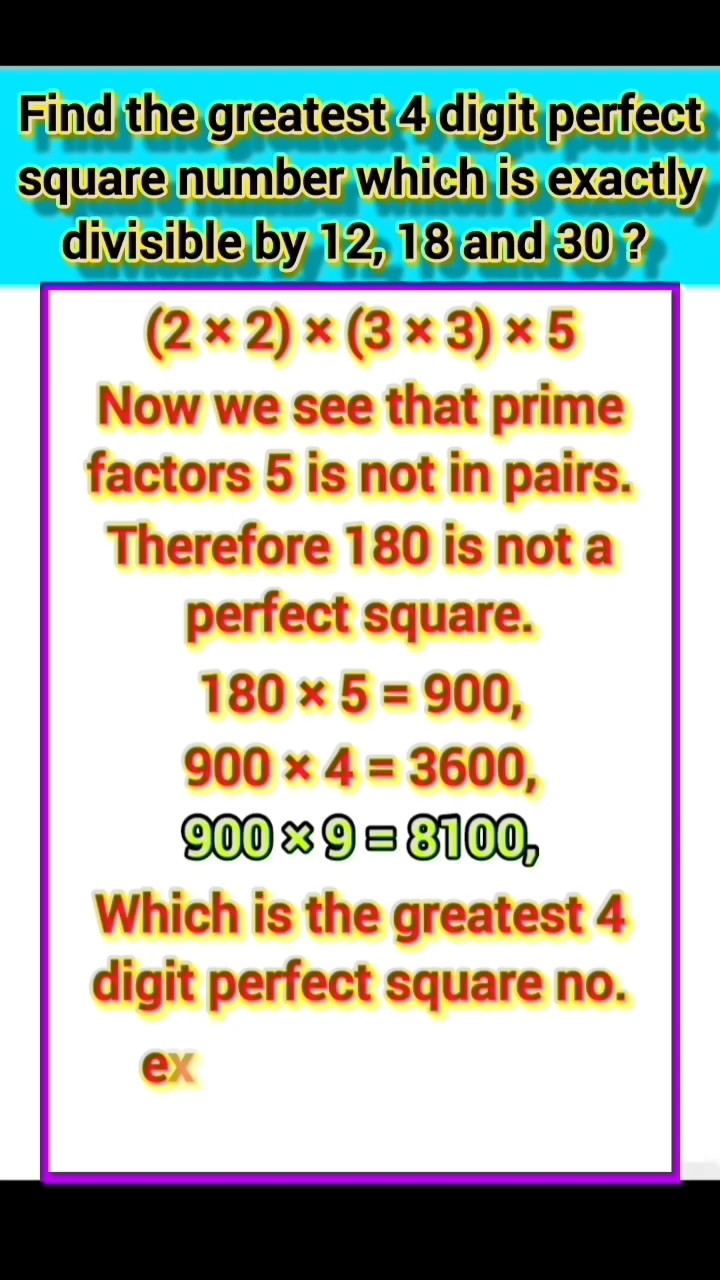 Find the greatest 4 digit perfect
square number which is exactly
divisible by 12, 18 and 30 ?
(2 × 2) × (3 × 3) × 5
Now we see that prime
factors 5 is not in pairs.
Therefore 180 is not a
perfect square.
180 × 5 = 900,
900 × 4 = 3600,
900 × 9 = 8100,
Which is the greatest 4
digit perfect square no.
ex